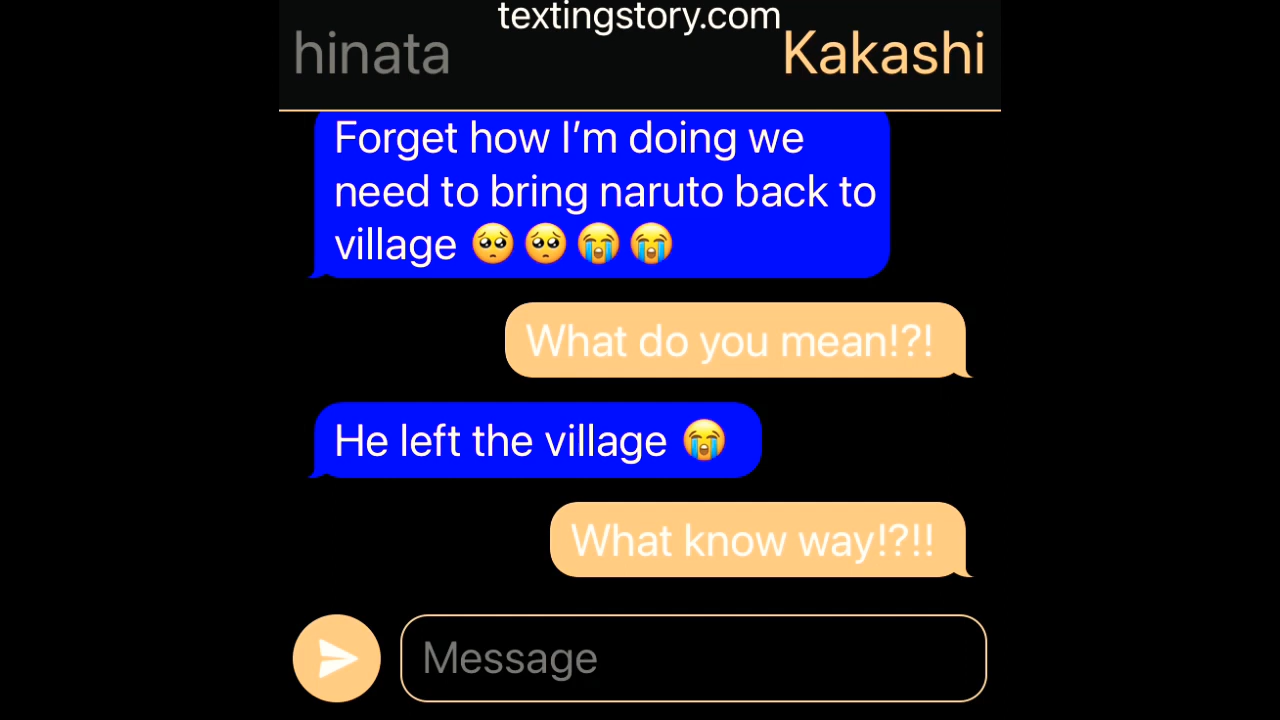 textingstory.com
hinata
Kakashi
Forget how I’m doing we
need to bring naruto back to
village 🥺🥺😭😭
What do you mean!?!
He left the village 😭
What know way!?!!
Message